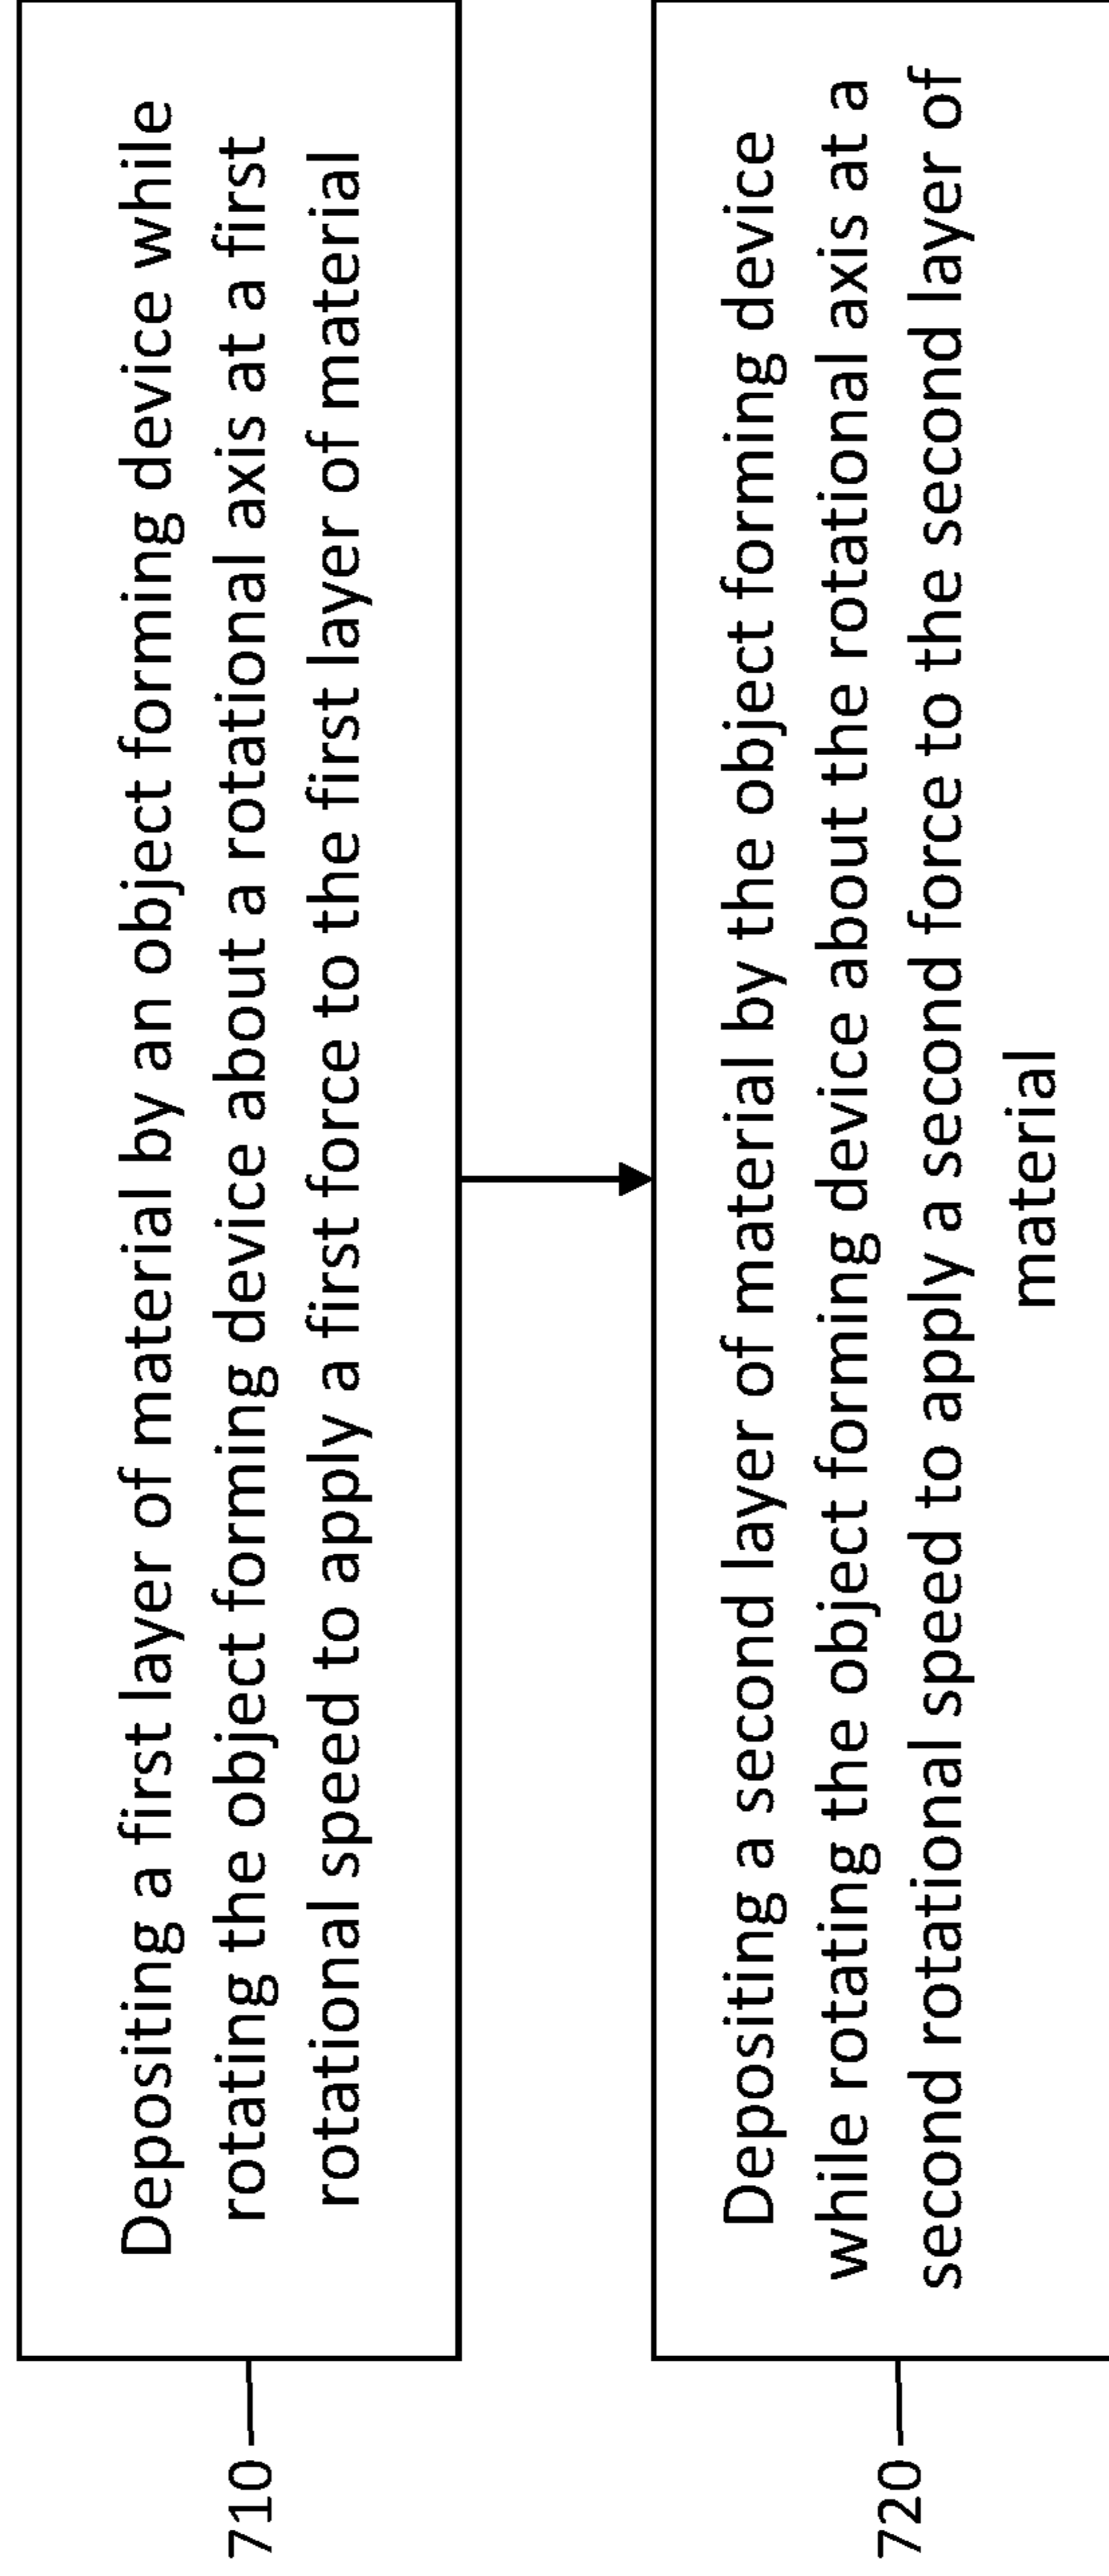 710
Depositing a first layer of material by an object forming device while
rotating the object forming device about a rotational axis at a first
rotational speed to apply a first force to the first layer of material
720
Depositing a second layer of material by the object forming device
while rotating the object forming device about the rotational axis at a
second rotational speed to apply a second force to the second layer of
material